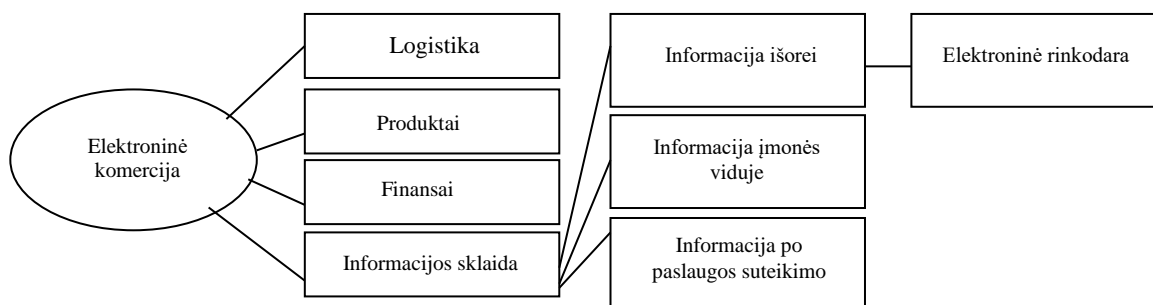 Elektroninė
komercija
Logistika
Produktai
Finansai
Informacijos sklaida
Informacija išorei
Informacija įmonės
viduje
Informacija po
paslaugos suteikimo
Elektroninė rinkodara